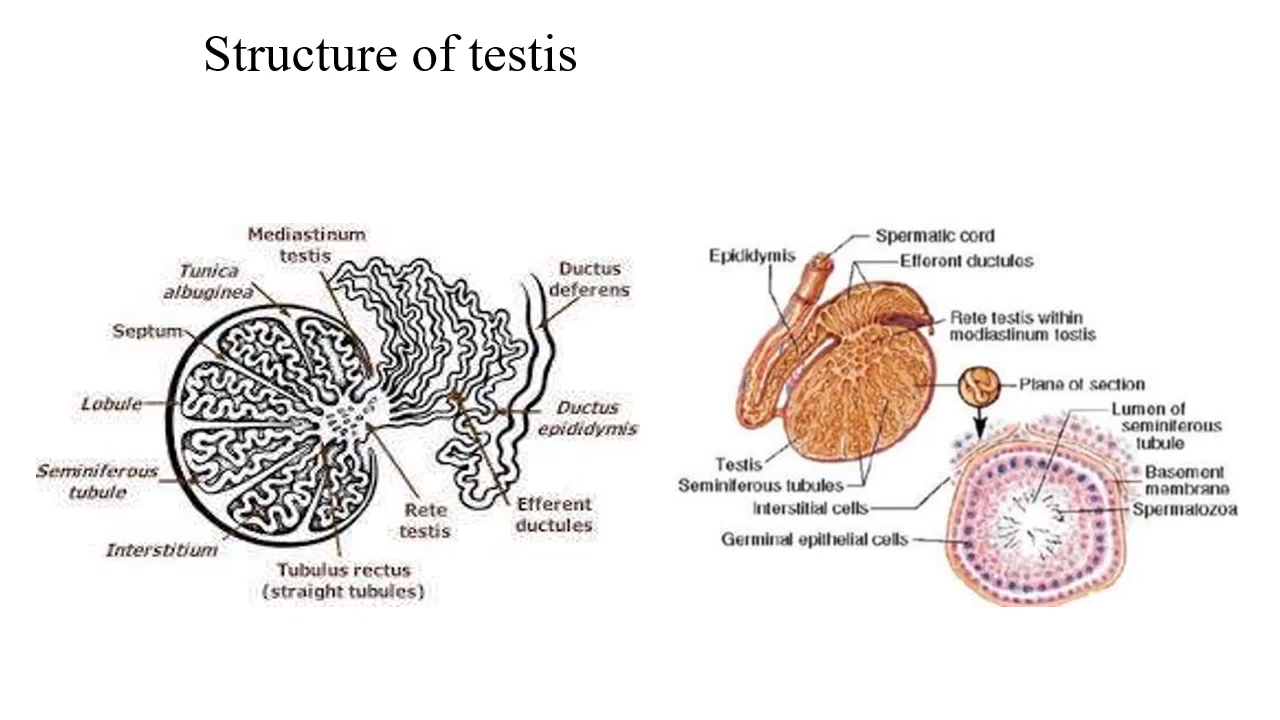 Structure of testis
Mediastinum
testis
Tunica
albuginea
Septum
Lobule
Seminiferous
tubule
Interstitium
Tubulus rectus
(straight tubules)
Rete
testis
Efferent
ductules
Ductus
epididymis
Ductus
deferens
Spermatic cord
Epididymis
Efferent ductules
Rete testis within
mediastinum testis
Plane of section
Lumen of
seminiferous
tubule
Basement
membrane
Spermatozoa
Testis
Seminiferous tubules
Interstitial cells
Germinal epithelial cells